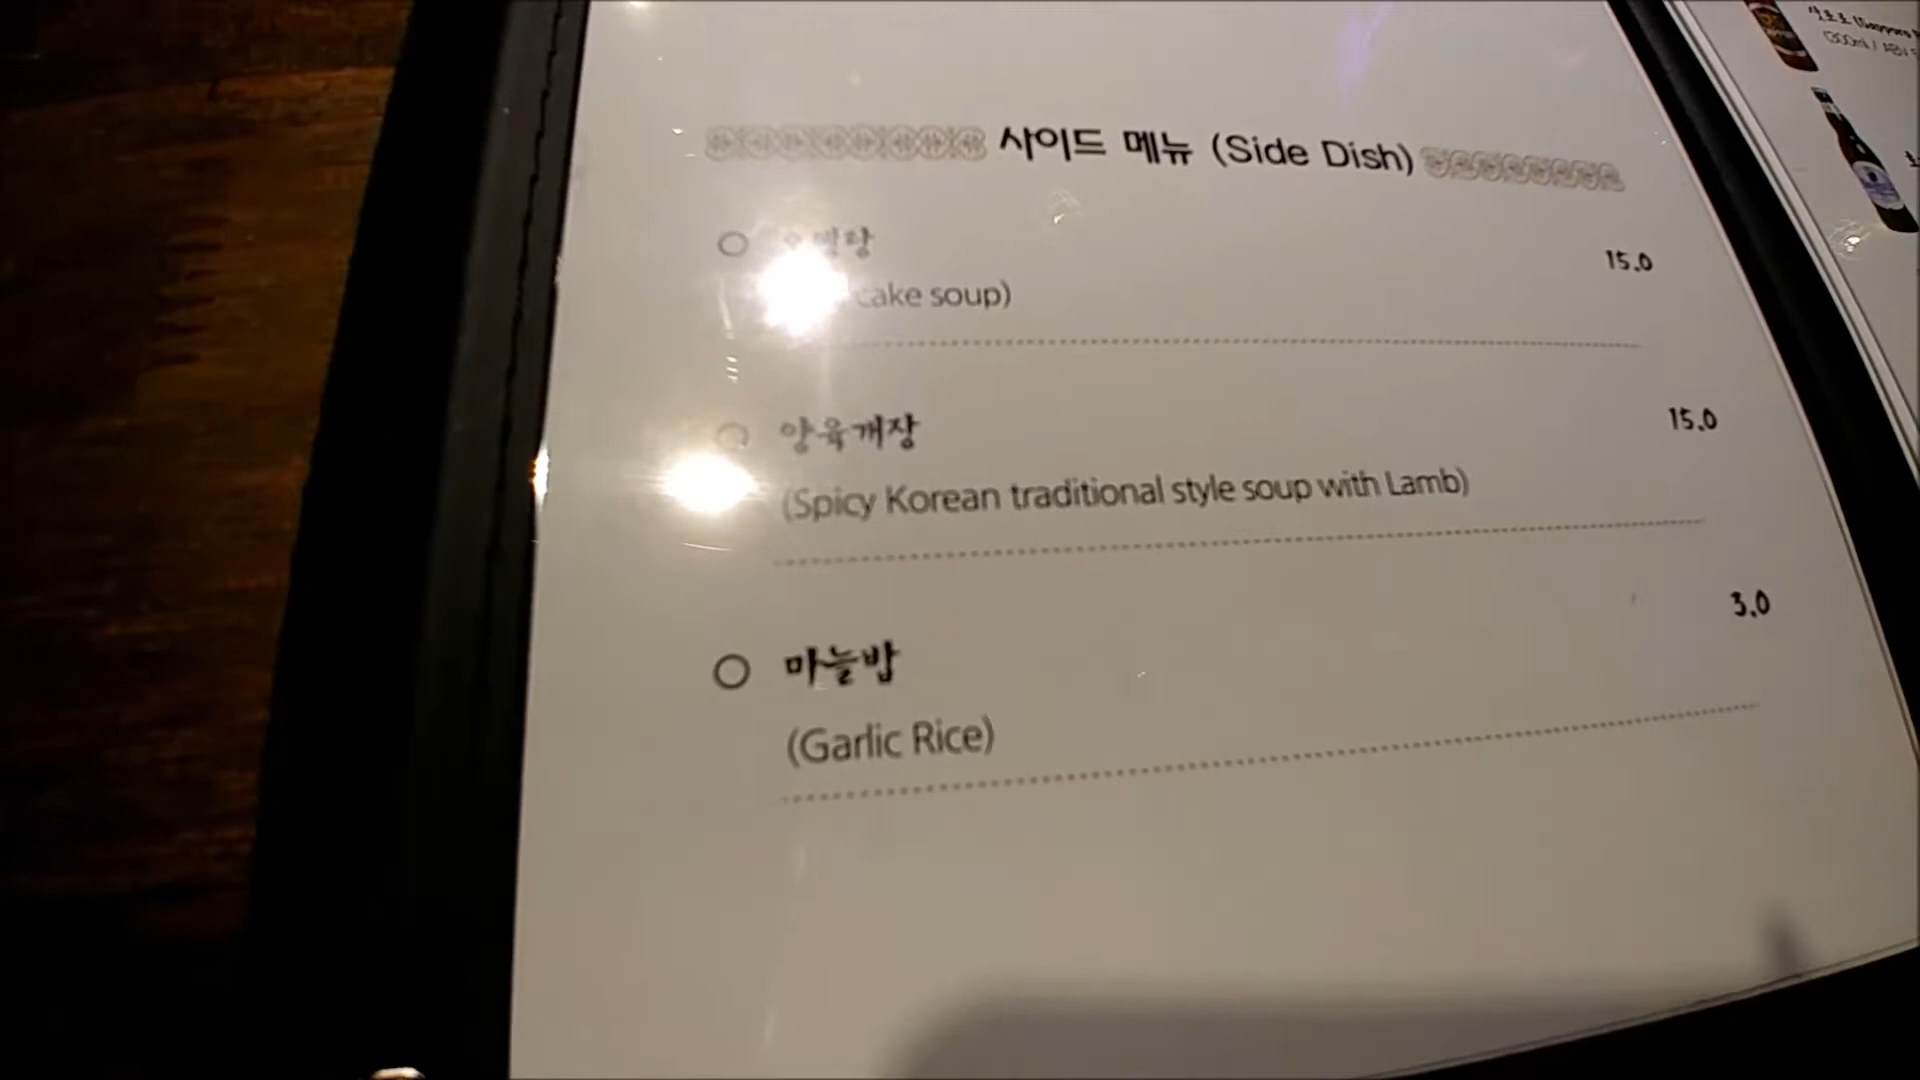 사이드 메뉴 (Side Dish)
15.0
cake soup)
양육개장
15.0
(Spicy Korean traditional style soup with Lamb)
마늘밥
3.0
(Garlic Rice)